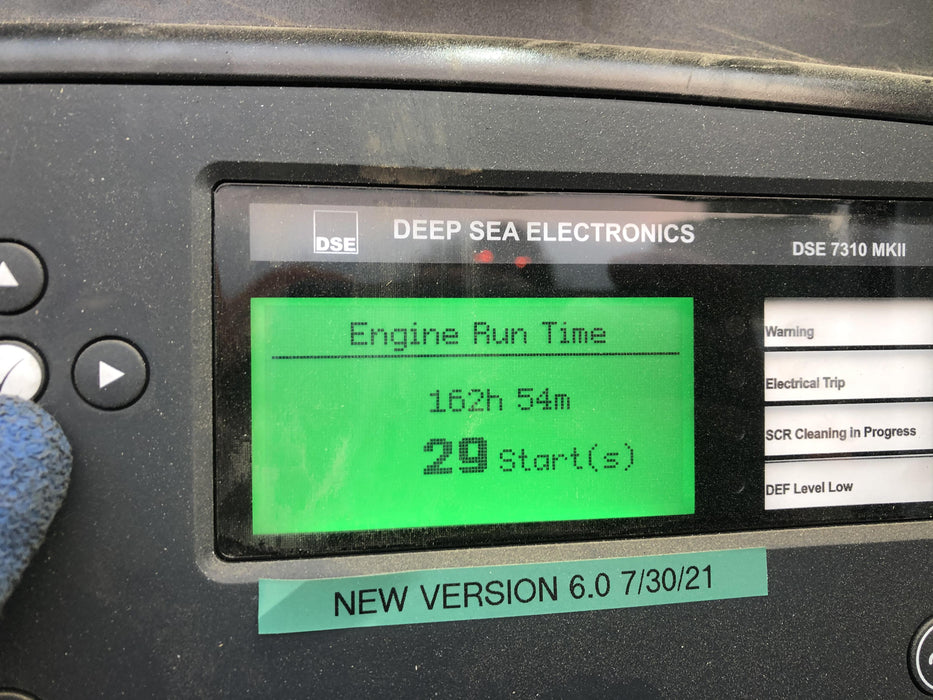 DSE
DEEP SEA ELECTRONICS
DSE 7310 MKII
Engine Run Time
162h 54m
29 Start(s)
Warning
Electrical Trip
SCR Cleaning in Progress
DEF Level Low
NEW VERSION 6.0 7/30/21